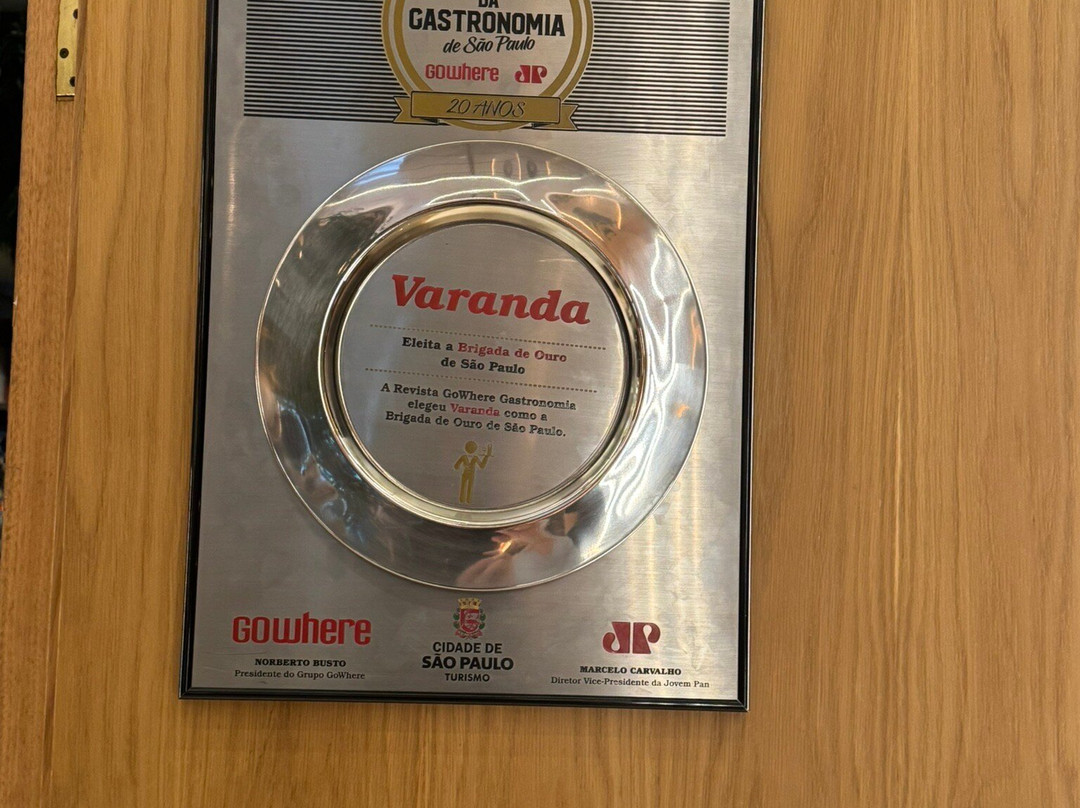 DA
GASTRONOMIA
de São Paulo
GOWhere JP
20 ANOS
Varanda
Eleita a Brigada de Ouro
de São Paulo
A Revista GoWhere Gastronomia
elegeu Varanda como a
Brigada de Ouro de São Paulo.
GOWhere
NORBERTO BUSTO
Presidente do Grupo GoWhere
CIDADE DE
SÃO PAULO
TURISMO
JP
MARCELO CARVALHO
Diretor Vice-Presidente da Jovem Pan